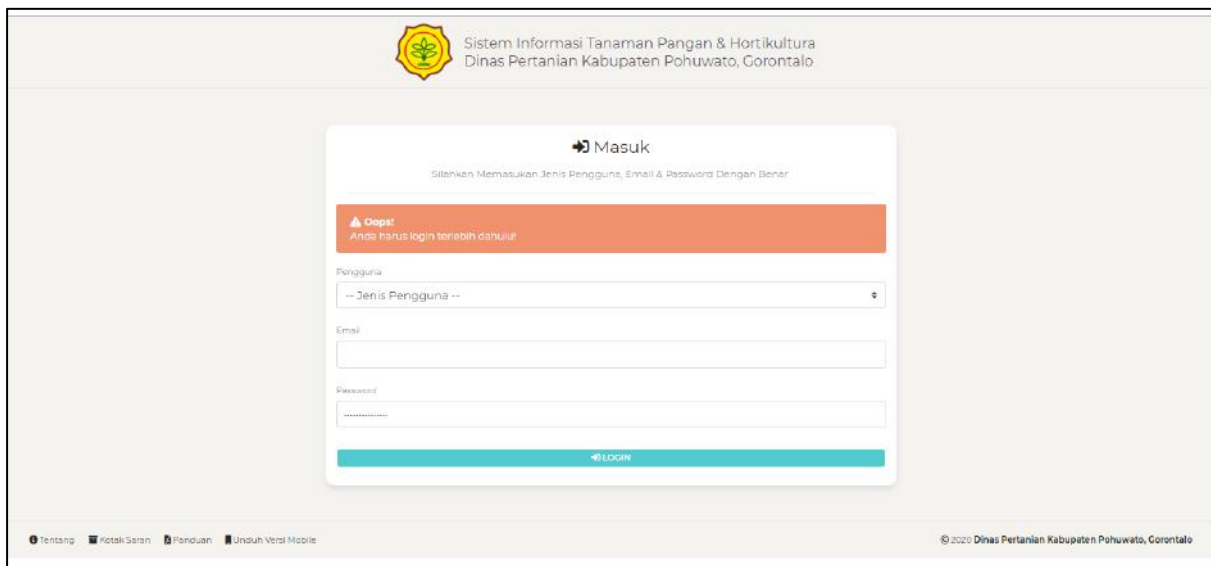 Sistem Informasi Tanaman Pangan & Hortikultura
Dinas Pertanian Kabupaten Pohuwato, Gorontalo
Masuk
Silahkan Memasukan Jenis Pengguna, Email & Password Dengan Benar
Oops!
Anda harus login terlebih dahulu!
Pengguna
-- Jenis Pengguna --
Email
Password
LOGIN
Tentang Kotak Saran Panduan Unduh Versi Mobile
© 2020 Dinas Pertanian Kabupaten Pohuwato, Gorontalo